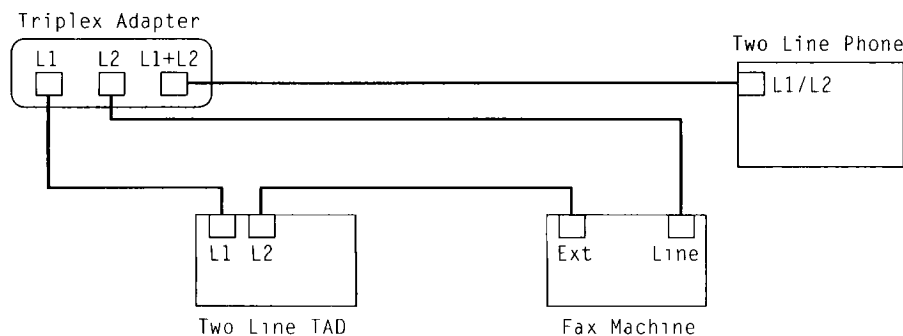 Triplex Adapter
L1 L2 L1+L2
Two Line Phone
L1/L2
L1 L2
Ext Line
Two Line TAD
Fax Machine